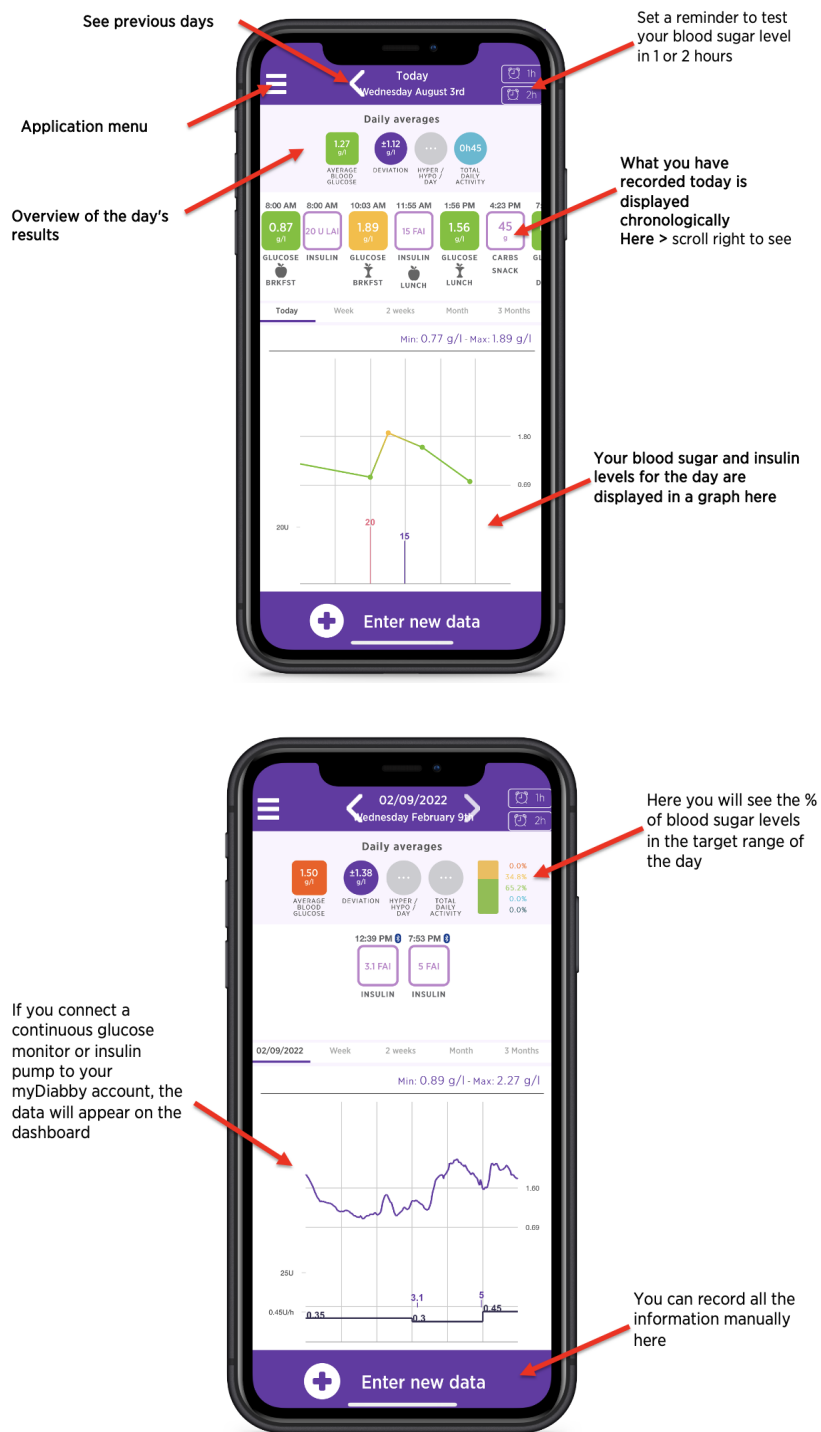 See previous days
Set a reminder to test
your blood sugar level
in 1 or 2 hours
Today
Wednesday August 3rd
1h
2h
Application menu
Daily averages
1.27
g/l
±1.12
g/l
...
0h45
AVERAGE
BLOOD
GLUCOSE
DEVIATION
HYPER /
HYPO /
DAY
TOTAL
DAILY
ACTIVITY
Overview of the day's
results
What you have
recorded today is
displayed
chronologically
Here > scroll right to see
8:00 AM 8:00 AM 10:03 AM 11:55 AM 1:56 PM 4:23 PM 7:
0.87
g/l
20 U LAI
1.89
g/l
15 FAI
1.56
g/l
45
g
GLUCOSE INSULIN GLUCOSE INSULIN GLUCOSE CARBS GL
BRKFST BRKFST LUNCH LUNCH SNACK D
Today Week 2 weeks Month 3 Months
Min: 0.77 g/l - Max: 1.89 g/l
1.80
0.69
20U
20
15
Your blood sugar and insulin
levels for the day are
displayed in a graph here
Enter new data
02/09/2022
Wednesday February 9th
1h
2h
Here you will see the %
of blood sugar levels
in the target range of
the day
Daily averages
1.50
g/l
±1.38
g/l
...
...
0.0%
34.8%
65.2%
0.0%
0.0%
AVERAGE
BLOOD
GLUCOSE
DEVIATION
HYPER /
HYPO /
DAY
TOTAL
DAILY
ACTIVITY
12:39 PM 7:53 PM
3.1 FAI 5 FAI
INSULIN INSULIN
If you connect a
continuous glucose
monitor or insulin
pump to your
myDiabby account, the
data will appear on the
dashboard
02/09/2022 Week 2 weeks Month 3 Months
Min: 0.89 g/l - Max: 2.27 g/l
1.60
0.69
25U
3.1
5
0.45U/h
0.35
0.3
0.45
You can record all the
information manually
here
Enter new data